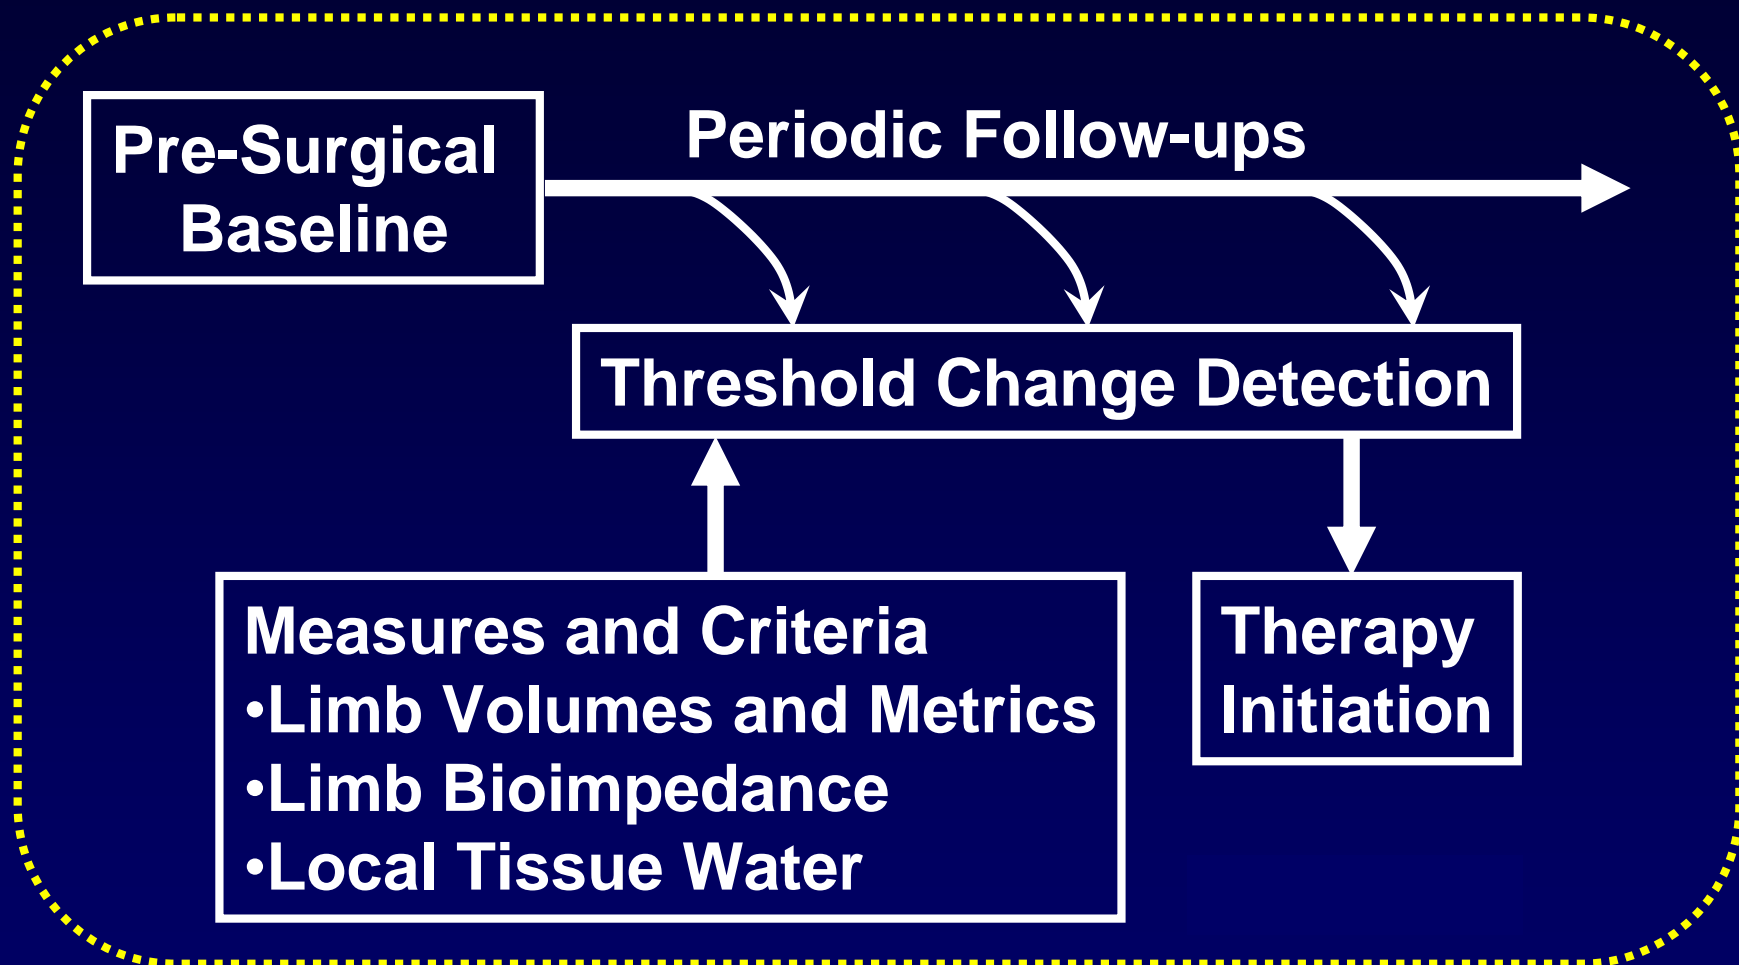 Pre-Surgical
Baseline
Periodic Follow-ups
Threshold Change Detection
Measures and Criteria
•Limb Volumes and Metrics
•Limb Bioimpedance
•Local Tissue Water
Therapy
Initiation